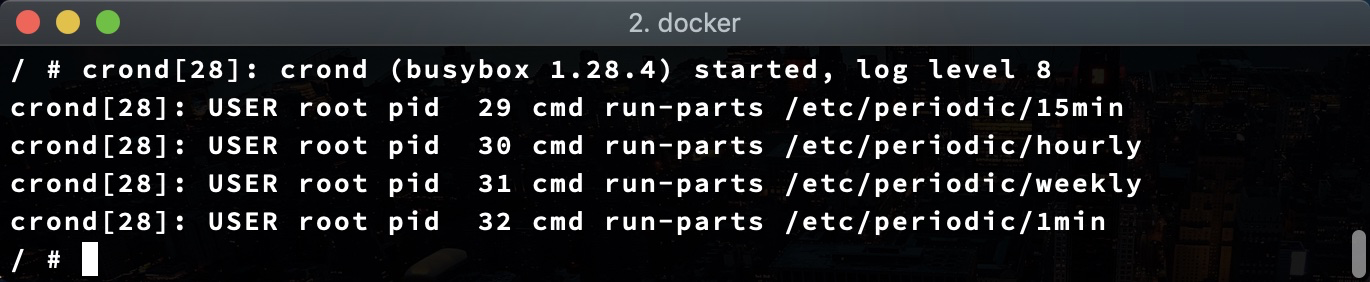 2. docker
/ # crond[28]: crond (busybox 1.28.4) started, log level 8
crond[28]: USER root pid  29 cmd run-parts /etc/periodic/15min
crond[28]: USER root pid  30 cmd run-parts /etc/periodic/hourly
crond[28]: USER root pid  31 cmd run-parts /etc/periodic/weekly
crond[28]: USER root pid  32 cmd run-parts /etc/periodic/1min
/ #